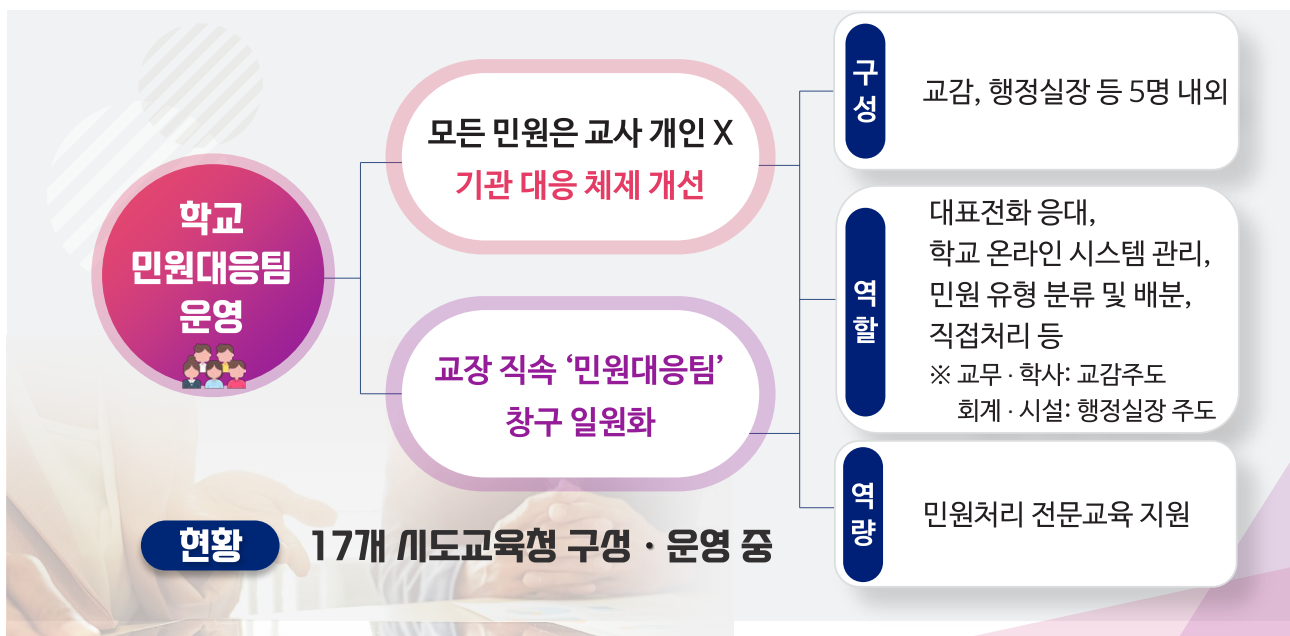 학교
민원대응팀
운영
모든 민원은 교사 개인 X
기관 대응 체제 개선
교장 직속 ‘민원대응팀’
창구 일원화
구성
교감, 행정실장 등 5명 내외
역할
대표전화 응대,
학교 온라인 시스템 관리,
민원 유형 분류 및 배분,
직접처리 등
※ 교무 · 학사: 교감주도
회계 · 시설: 행정실장 주도
역량
민원처리 전문교육 지원
현황
17개 시도교육청 구성 · 운영 중